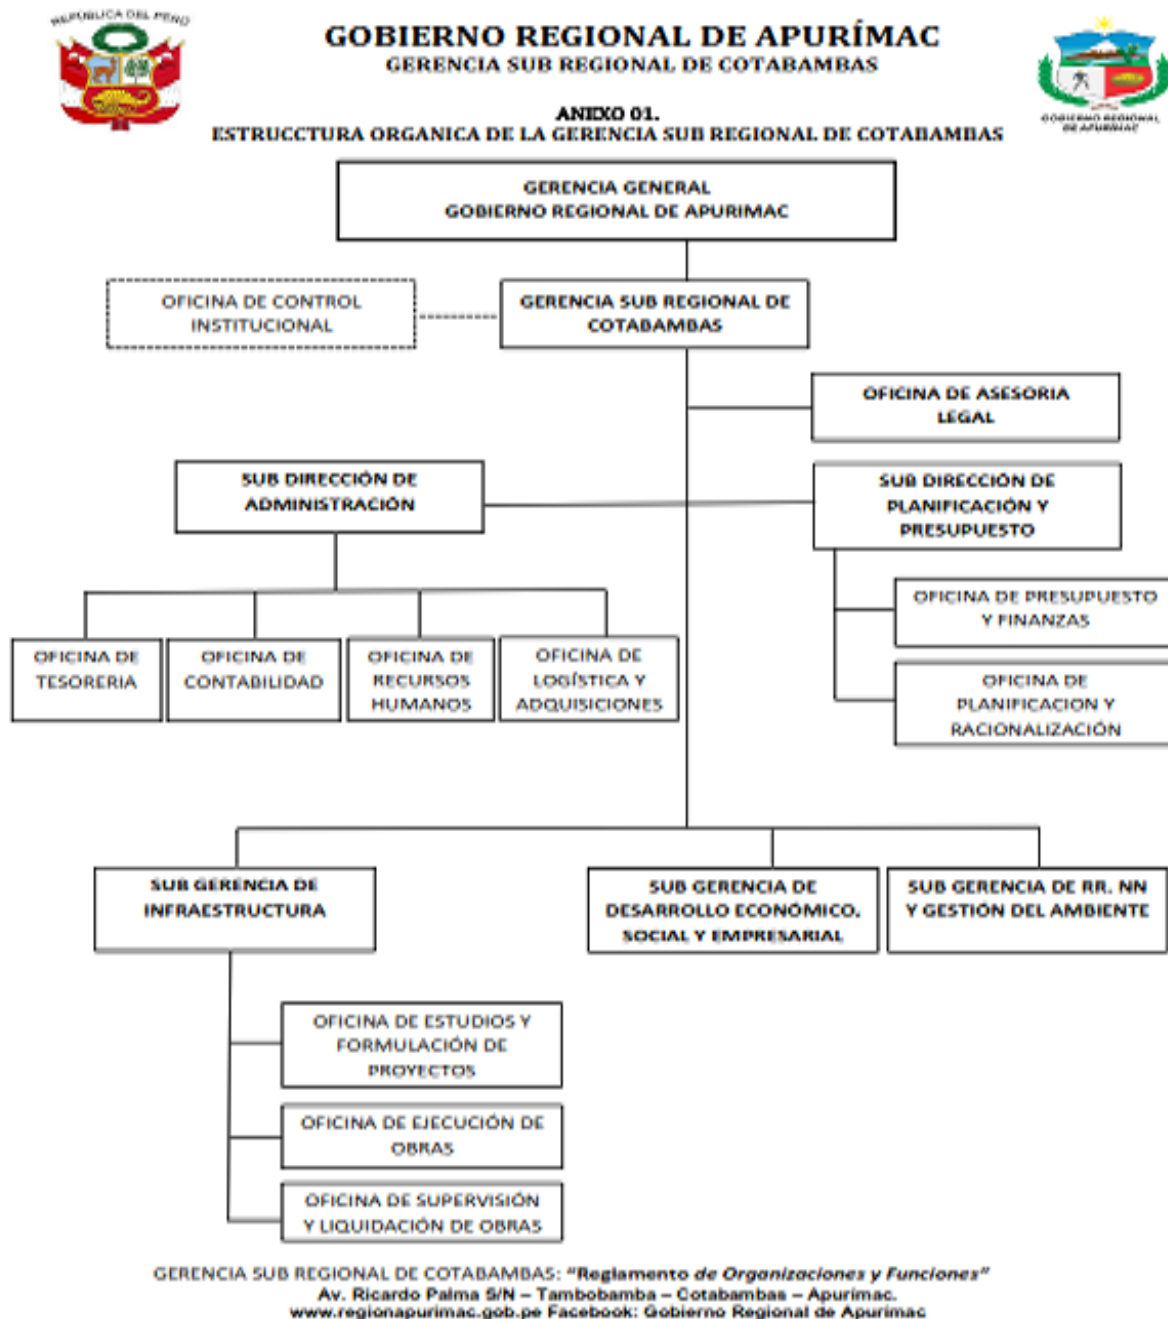 REPÚBLICA DEL PERÚ
GOBIERNO REGIONAL DE APURÍMAC
GERENCIA SUB REGIONAL DE COTABAMBAS
GOBIERNO REGIONAL
DE APURIMAC
ANEXO 01.
ESTRUCCTURA ORGANICA DE LA GERENCIA SUB REGIONAL DE COTABAMBAS
GERENCIA GENERAL
GOBIERNO REGIONAL DE APURIMAC
OFICINA DE CONTROL
INSTITUCIONAL
GERENCIA SUB REGIONAL DE
COTABAMBAS
OFICINA DE ASESORIA
LEGAL
SUB DIRECCIÓN DE
ADMINISTRACIÓN
SUB DIRECCIÓN DE
PLANIFICACIÓN Y
PRESUPUESTO
OFICINA DE PRESUPUESTO
Y FINANZAS
OFICINA DE
TESORERIA
OFICINA DE
CONTABILIDAD
OFICINA DE
RECURSOS
HUMANOS
OFICINA DE
LOGÍSTICA Y
ADQUISICIONES
OFICINA DE
PLANIFICACION Y
RACIONALIZACIÓN
SUB GERENCIA DE
INFRAESTRUCTURA
SUB GERENCIA DE
DESARROLLO ECONÓMICO,
SOCIAL Y EMPRESARIAL
SUB GERENCIA DE RR. NN
Y GESTIÓN DEL AMBIENTE
OFICINA DE ESTUDIOS Y
FORMULACIÓN DE
PROYECTOS
OFICINA DE EJECUCIÓN DE
OBRAS
OFICINA DE SUPERVISIÓN
Y LIQUIDACIÓN DE OBRAS
GERENCIA SUB REGIONAL DE COTABAMBAS: "Reglamento de Organizaciones y Funciones"
Av. Ricardo Palma S/N – Tambobamba – Cotabambas – Apurímac.
www.regionapurimac.gob.pe Facebook: Gobierno Regional de Apurímac